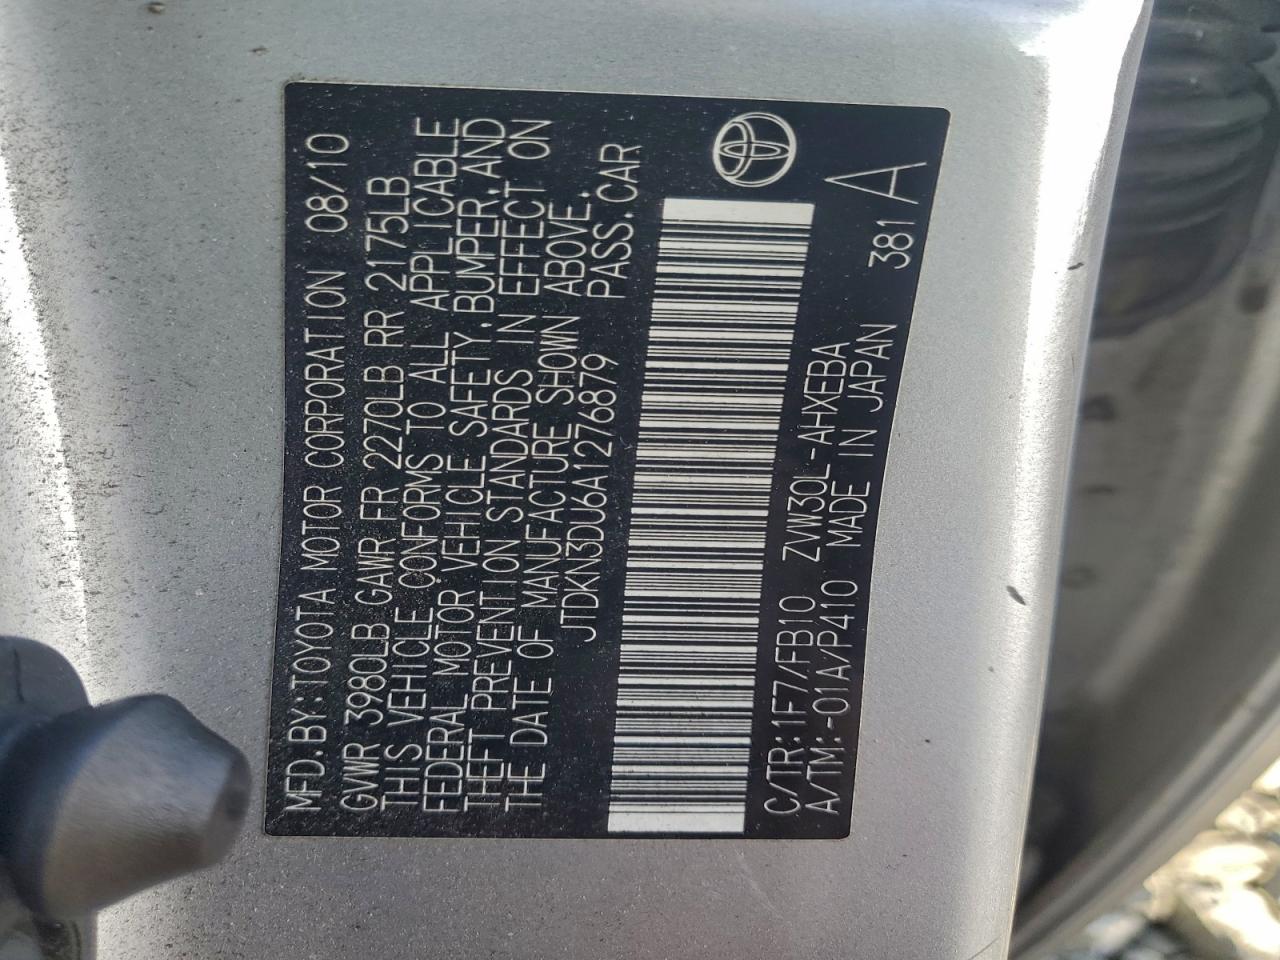 MFD. BY: TOYOTA MOTOR CORPORATION 08/10
GVWR 3980LB GAWR FR 2270LB RR 2175LB
THIS VEHICLE CONFORMS TO ALL APPLICABLE
FEDERAL MOTOR VEHICLE SAFETY, BUMPER, AND
THEFT PREVENTION STANDARDS IN EFFECT ON
THE DATE OF MANUFACTURE SHOWN ABOVE.
JTDKN3DU6A1276879 PASS. CAR
C/TR: 1F7/FB10 ZVW30L-AHXEBA 381 A
A/TM: -01A/P410 MADE IN JAPAN